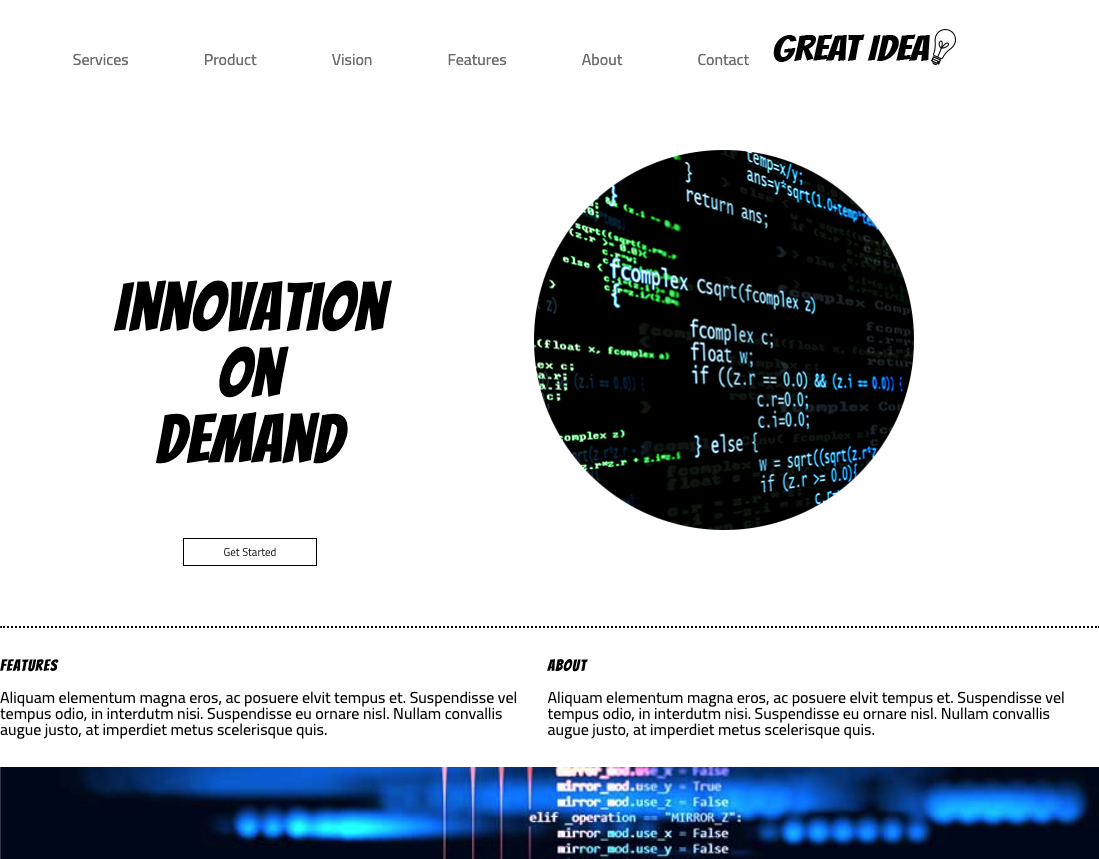 Services Product Vision Features About Contact GREAT IDEA
INNOVATION
ON
DEMAND
Get Started
temp=x/y;
}
ans=y*sqrt(1.0+temp*te
return ans;
else {
fcomplex Csqrt(fcomplex z)
{
fcomplex c;
float w;
(float x, fcomplex a)
if ((z.r == 0.0) && (z.i == 0.0)) {
c.r=0.0;
c.i=0.0;
omplex z)
} else {
w = sqrt((sqrt(z.r*z
if (z.r >= 0.0){
FEATURES
Aliquam elementum magna eros, ac posuere elvit tempus et. Suspendisse vel
tempus odio, in interdutm nisi. Suspendisse eu ornare nisl. Nullam convallis
augue justo, at imperdiet metus scelerisque quis.
ABOUT
Aliquam elementum magna eros, ac posuere elvit tempus et. Suspendisse vel
tempus odio, in interdutm nisi. Suspendisse eu ornare nisl. Nullam convallis
augue justo, at imperdiet metus scelerisque quis.
mirror_mod.use_x = False
mirror_mod.use_y = True
mirror_mod.use_z = False
elif _operation == "MIRROR_Z":
mirror_mod.use_x = False
mirror_mod.use_y = False